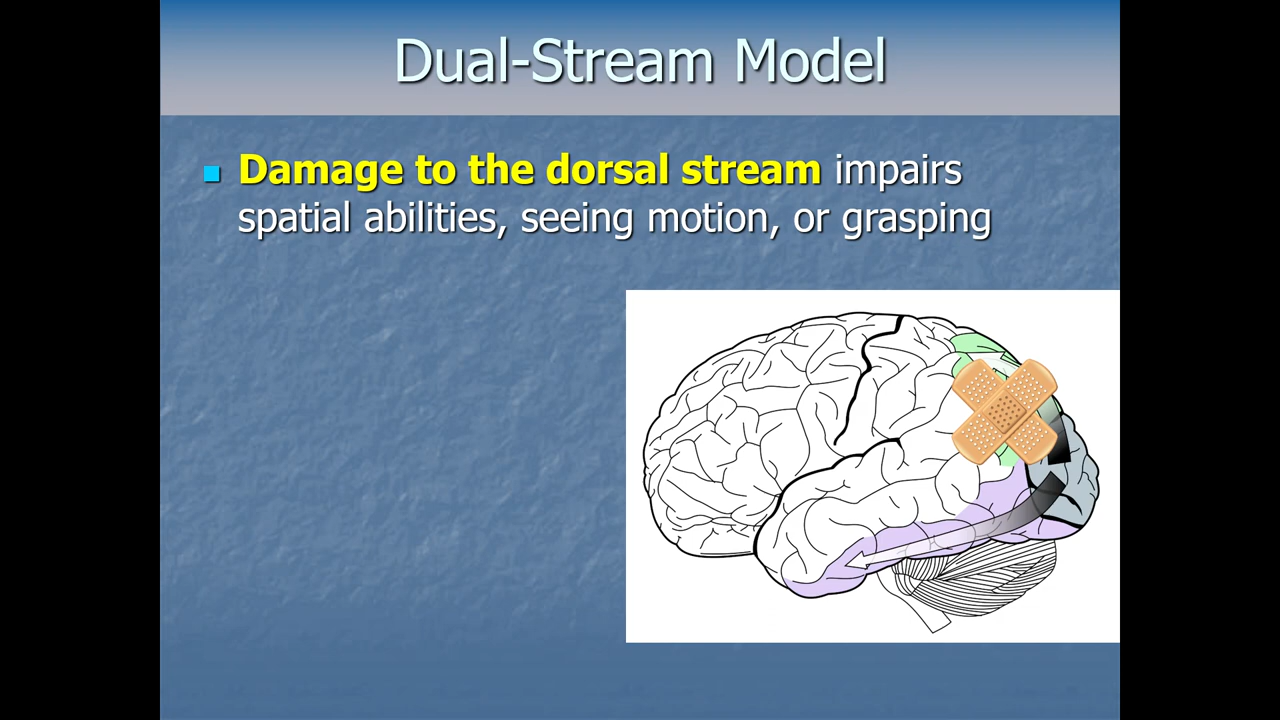 Dual-Stream Model
Damage to the dorsal stream impairs
spatial abilities, seeing motion, or grasping